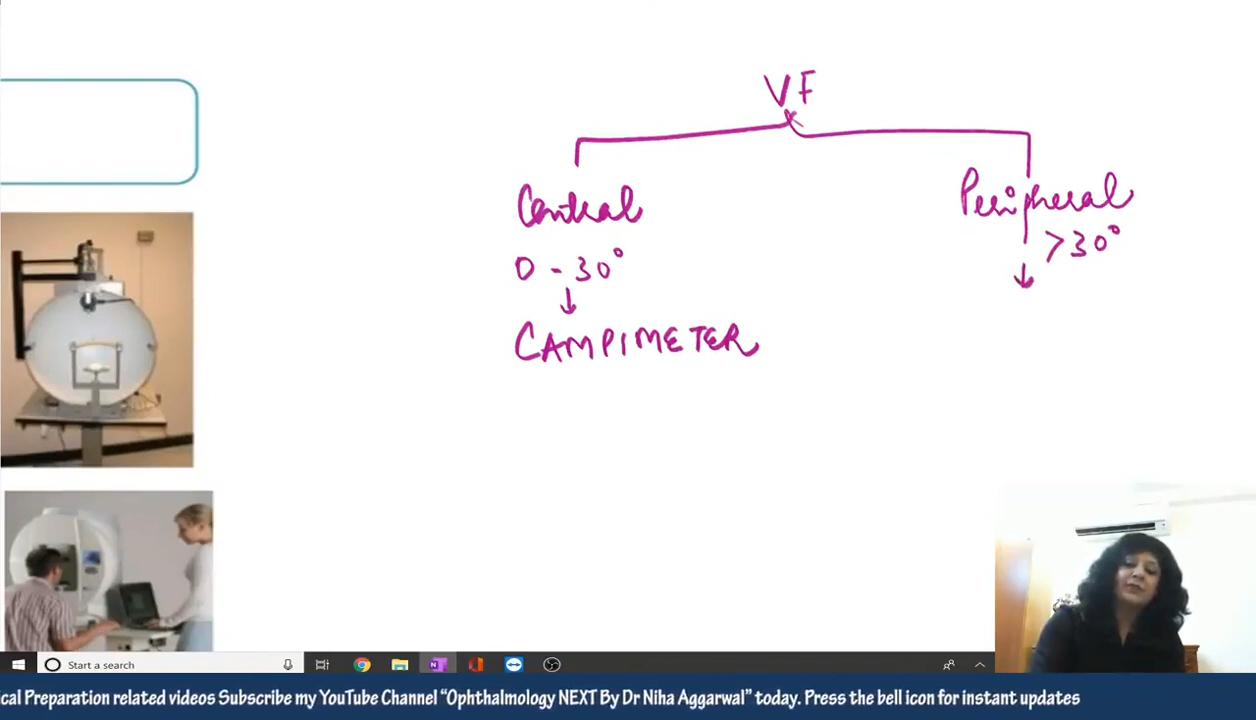 VF
Central
Peripheral
0 - 30°
>30°
CAMPIMETER
Start a search
ical Preparation related videos Subscribe my YouTube Channel “Ophthalmology NEXT By Dr Niha Aggarwal” today. Press the bell icon for instant updates